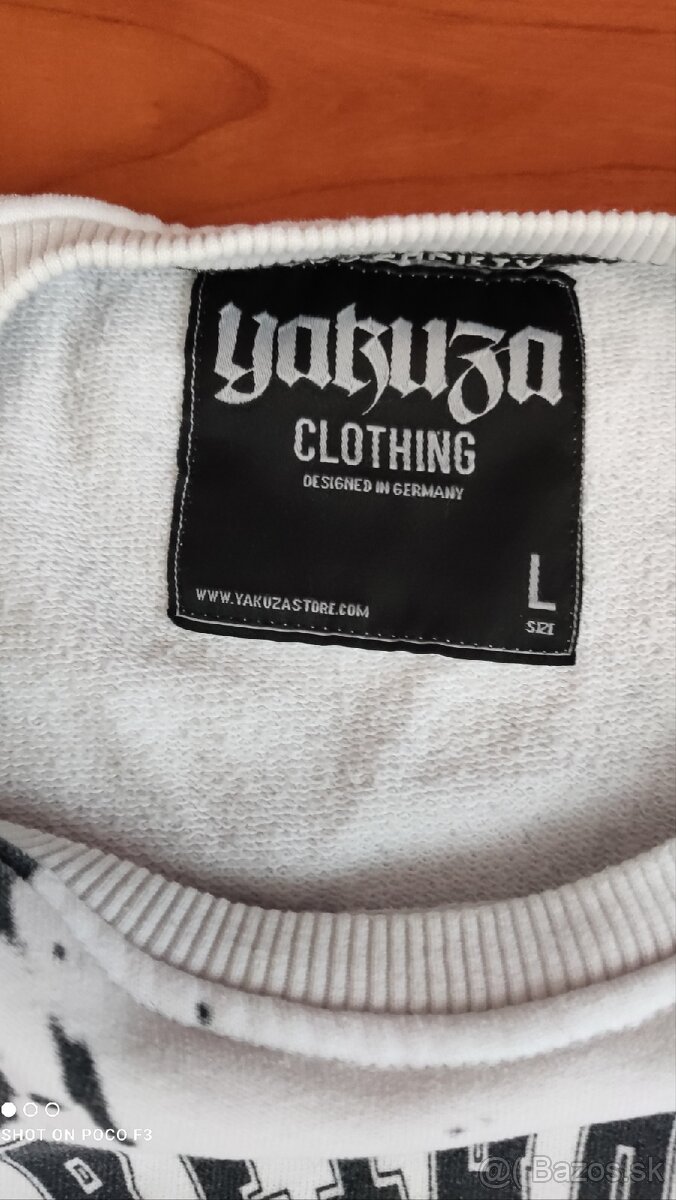 yakuza
CLOTHING
DESIGNED IN GERMANY
L
SIZE
WWW.YAKUZASTORE.COM
SHOT ON POCO F3
@Bazos.sk